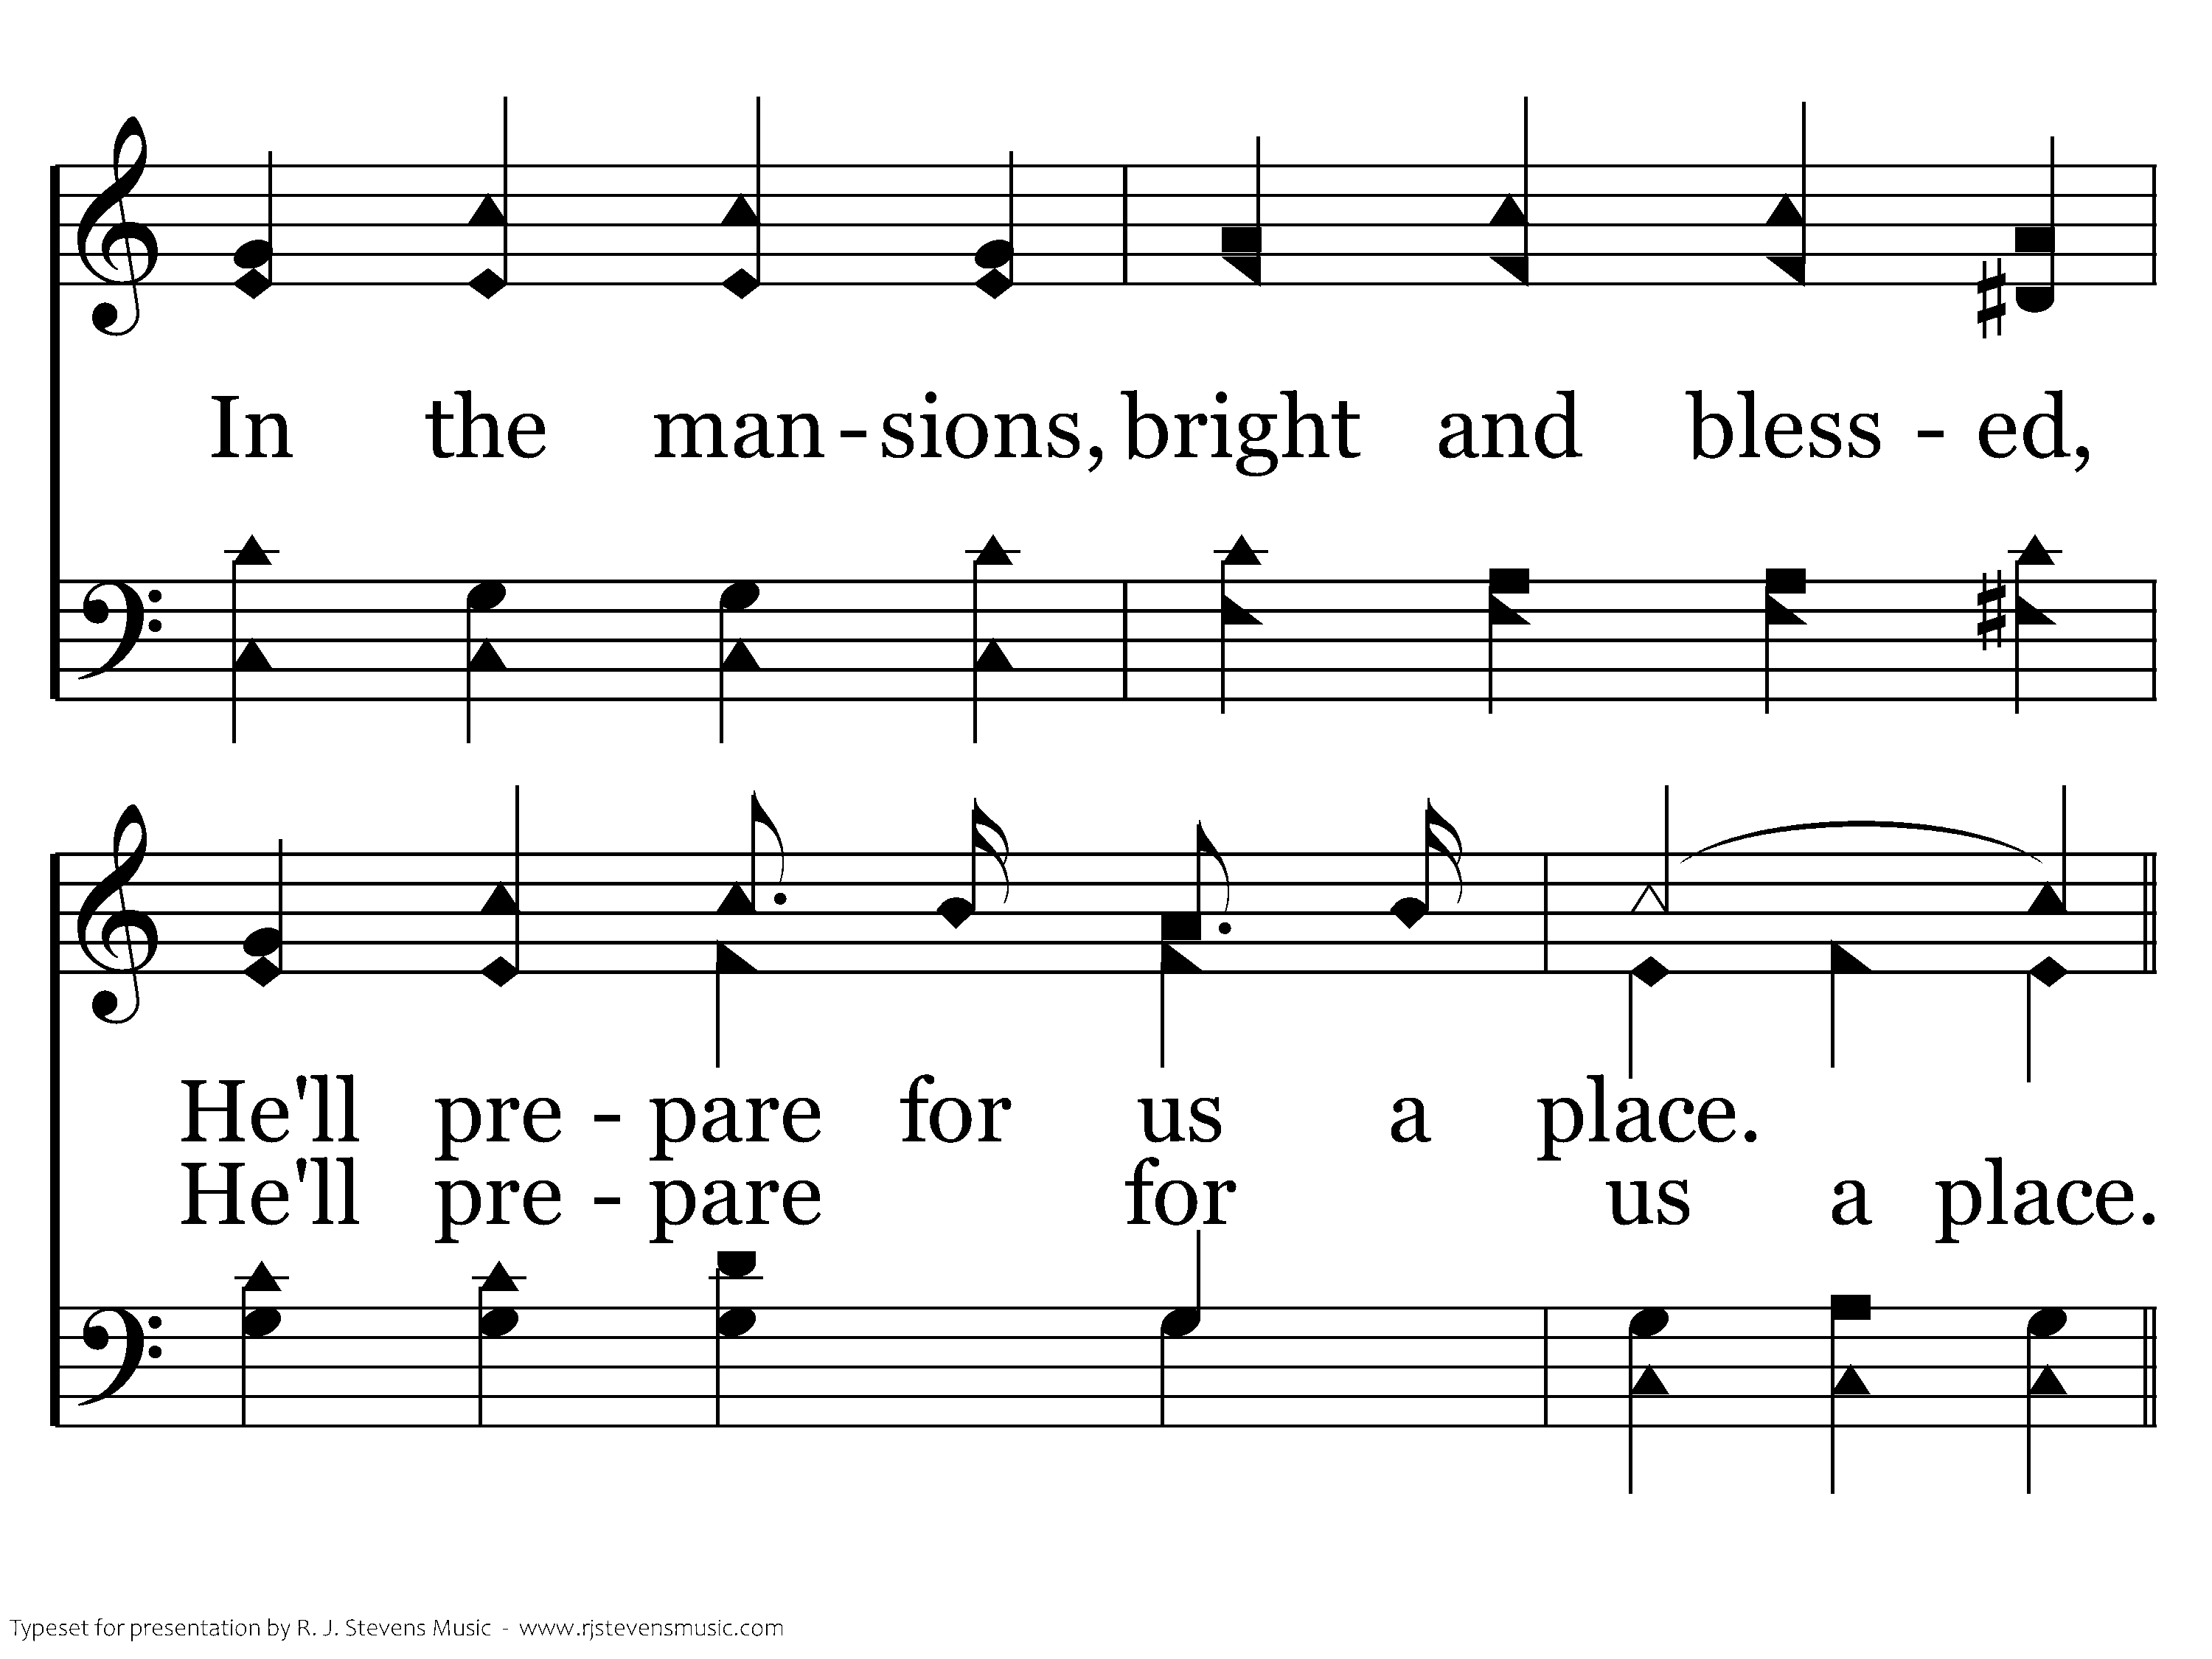 In the man - sions, bright and bless - ed,
He'll pre - pare for us a place.
He'll pre - pare for us a place.
Typeset for presentation by R. J. Stevens Music - www.rjstevensmusic.com